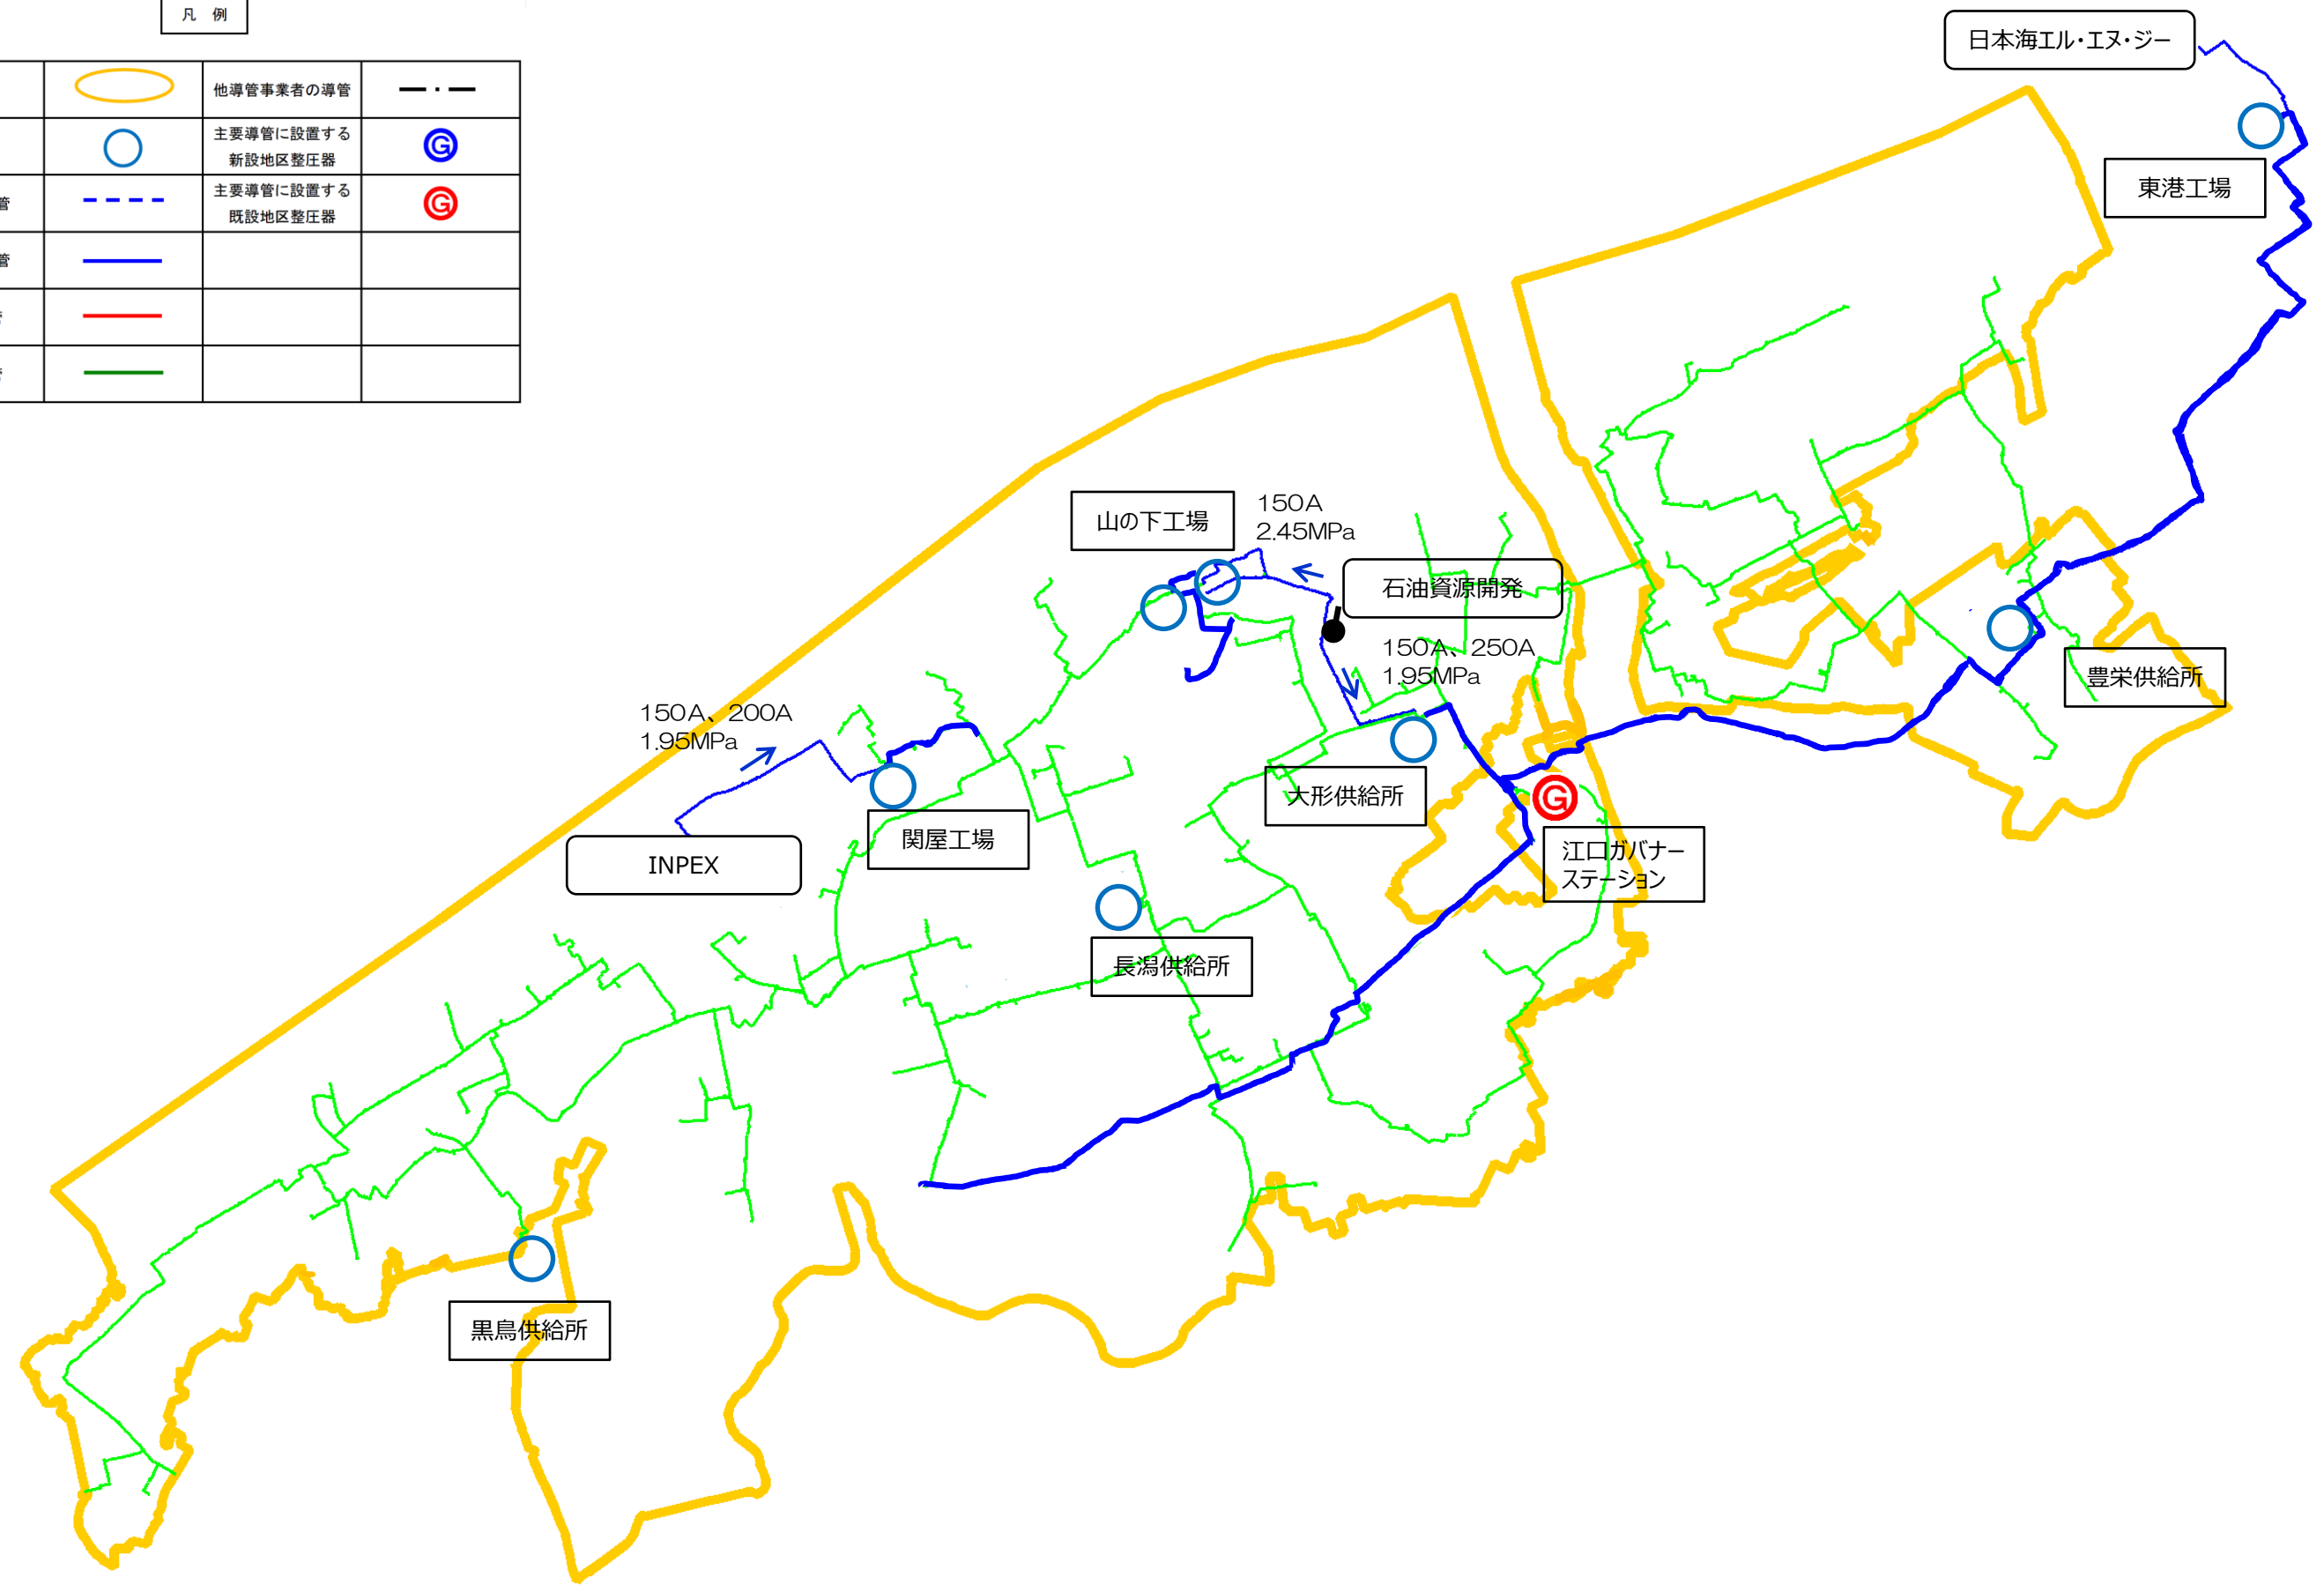 凡 例
他導管事業者の導管
主要導管に設置する
新設地区整圧器
G
管
主要導管に設置する
既設地区整圧器
G
管
日本海エル・エヌ・ジー
東港工場
山の下工場
150A
2.45MPa
石油資源開発
150A、250A
1.95MPa
豊栄供給所
150A、200A
1.95MPa
大形供給所
G
関屋工場
INPEX
江口ガバナー
ステーション
長潟供給所
黒鳥供給所